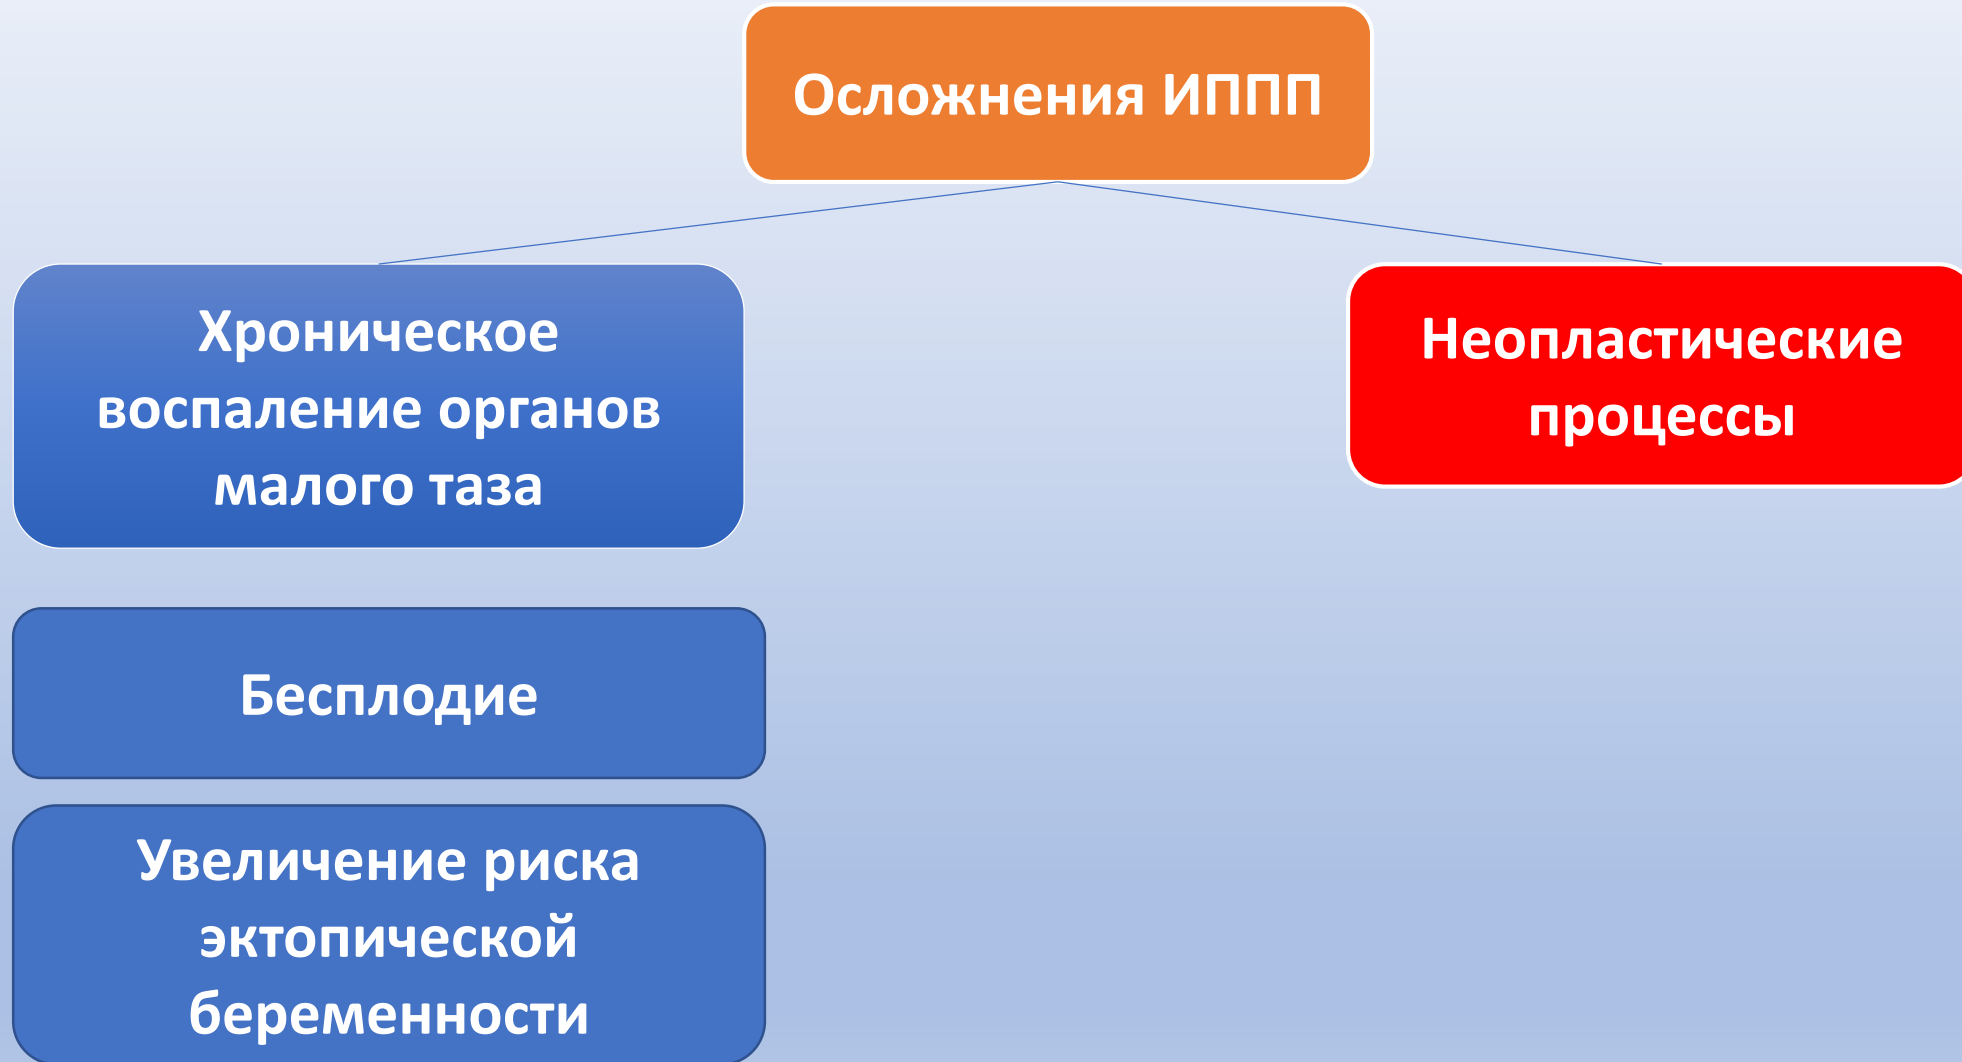 Осложнения ИППП
Хроническое
воспаление органов
малого таза
Неопластические
процессы
Бесплодие
Увеличение риска
эктопической
беременности